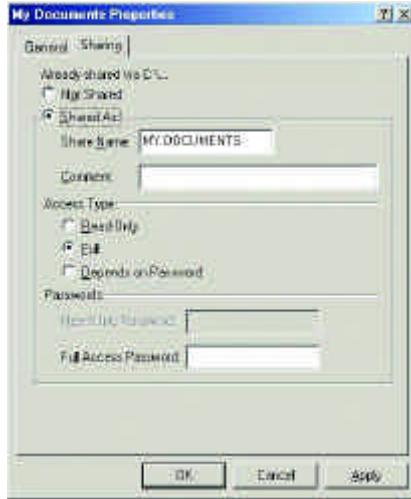 My Documents Properties
General Sharing
Already shared via C:\...
Not Shared
Shared As:
Share Name: MY DOCUMENTS
Comment:
Access Type:
Read-Only
Full
Depends on Password
Passwords:
Read-Only Password:
Full Access Password:
OK Cancel Apply